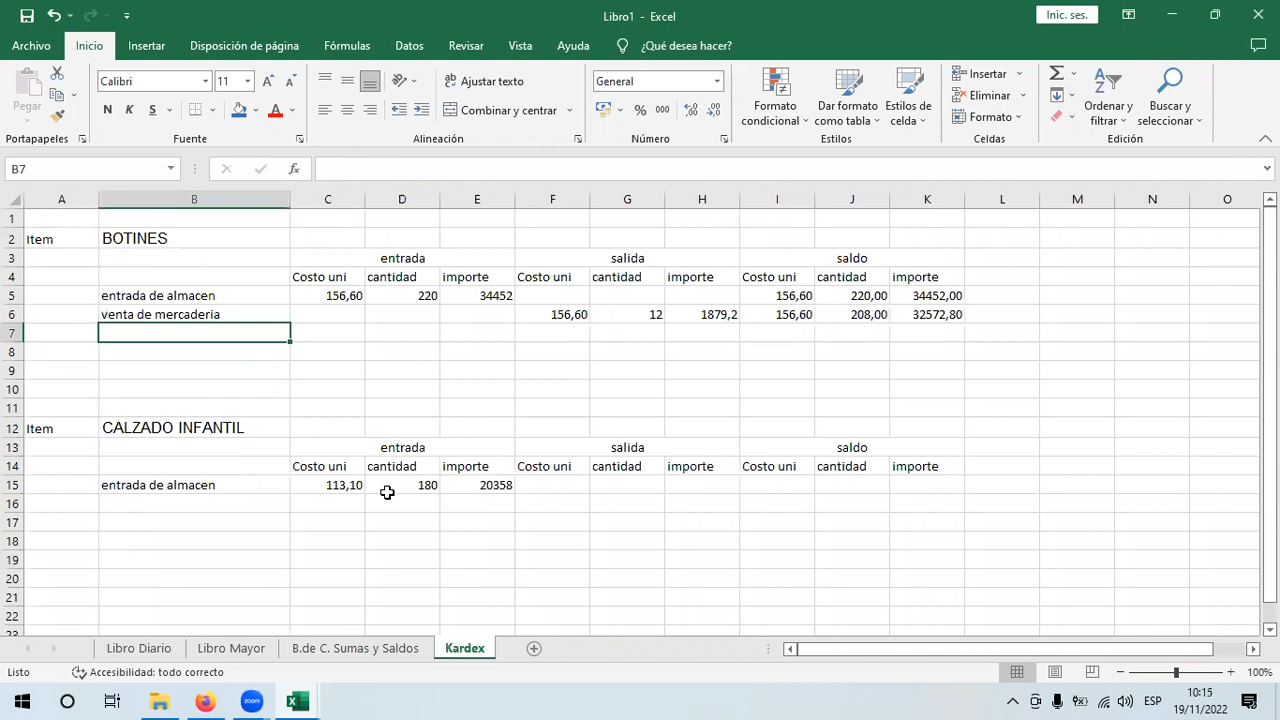 Libro1 - Excel
Inic. ses.
Archivo Inicio Insertar Disposición de página Fórmulas Datos Revisar Vista Ayuda ¿Qué desea hacer?
Pegar
Calibri 11
N K S
Ajustar texto
Combinar y centrar
General
% 000
Formato condicional
Dar formato como tabla
Estilos de celda
Insertar
Eliminar
Formato
Ordenar y filtrar
Buscar y seleccionar
Portapapeles Fuente Alineación Número Estilos Celdas Edición
B7 fx
A B C D E F G H I J K L M N O
1
2 Item BOTINES
3 entrada salida saldo
4 Costo uni cantidad importe Costo uni cantidad importe Costo uni cantidad importe
5 entrada de almacen 156,60 220 34452 156,60 220,00 34452,00
6 venta de mercaderia 156,60 12 1879,2 156,60 208,00 32572,80
7
8
9
10
11
12 Item CALZADO INFANTIL
13 entrada salida saldo
14 Costo uni cantidad importe Costo uni cantidad importe Costo uni cantidad importe
15 entrada de almacen 113,10 180 20358
16
17
18
19
20
21
22
23
Libro Diario Libro Mayor B.de C. Sumas y Saldos Kardex
Listo Accesibilidad: todo correcto 100%
zoom
ESP
10:15
19/11/2022